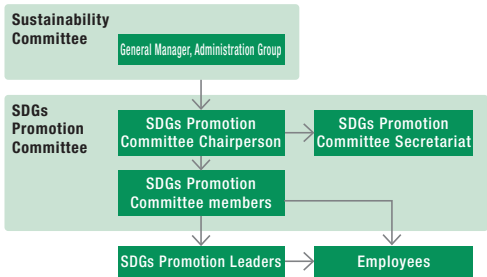 Sustainability
Committee
General Manager, Administration Group
SDGs
Promotion
Committee
SDGs Promotion
Committee Chairperson
SDGs Promotion
Committee Secretariat
SDGs Promotion
Committee members
SDGs Promotion Leaders
Employees